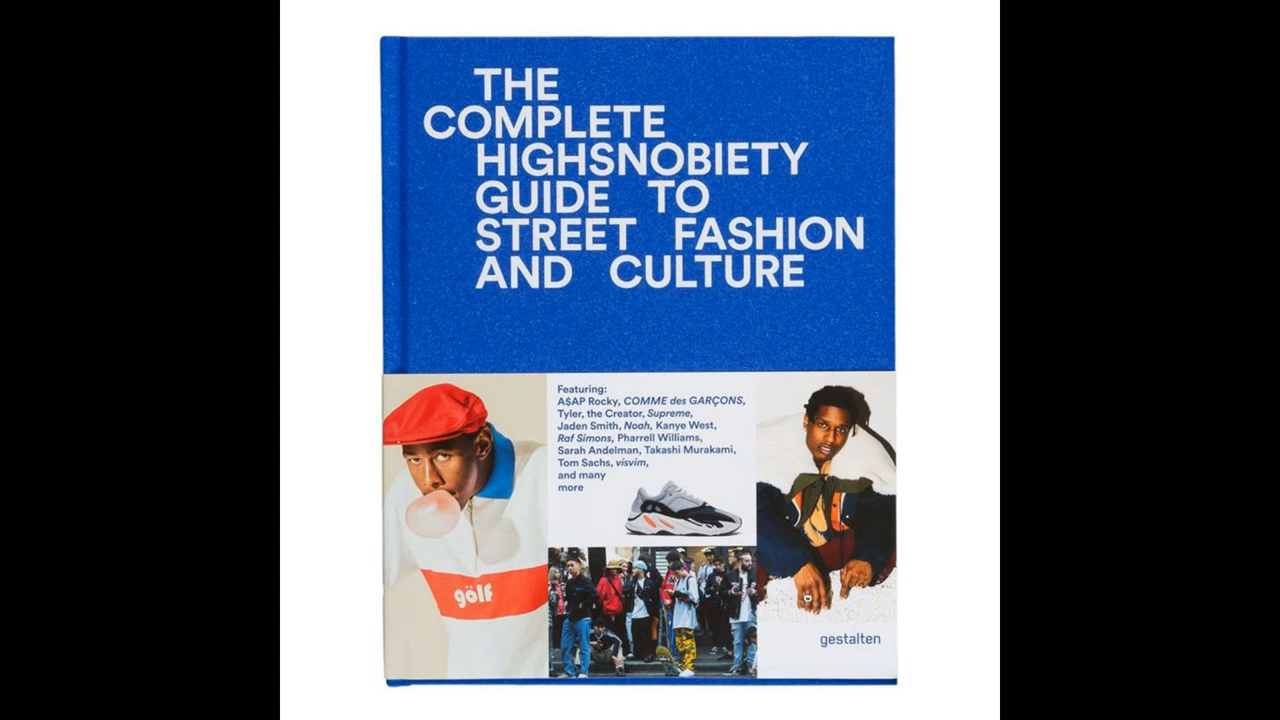 THE
COMPLETE
HIGHSNOBIETY
GUIDE TO
STREET FASHION
AND CULTURE
Featuring:
A$AP Rocky, COMME des GARÇONS,
Tyler, the Creator, Supreme,
Jaden Smith, Noah, Kanye West,
Raf Simons, Pharrell Williams,
Sarah Andelman, Takashi Murakami,
Tom Sachs, visvim,
and many
more
gölf
gestalten